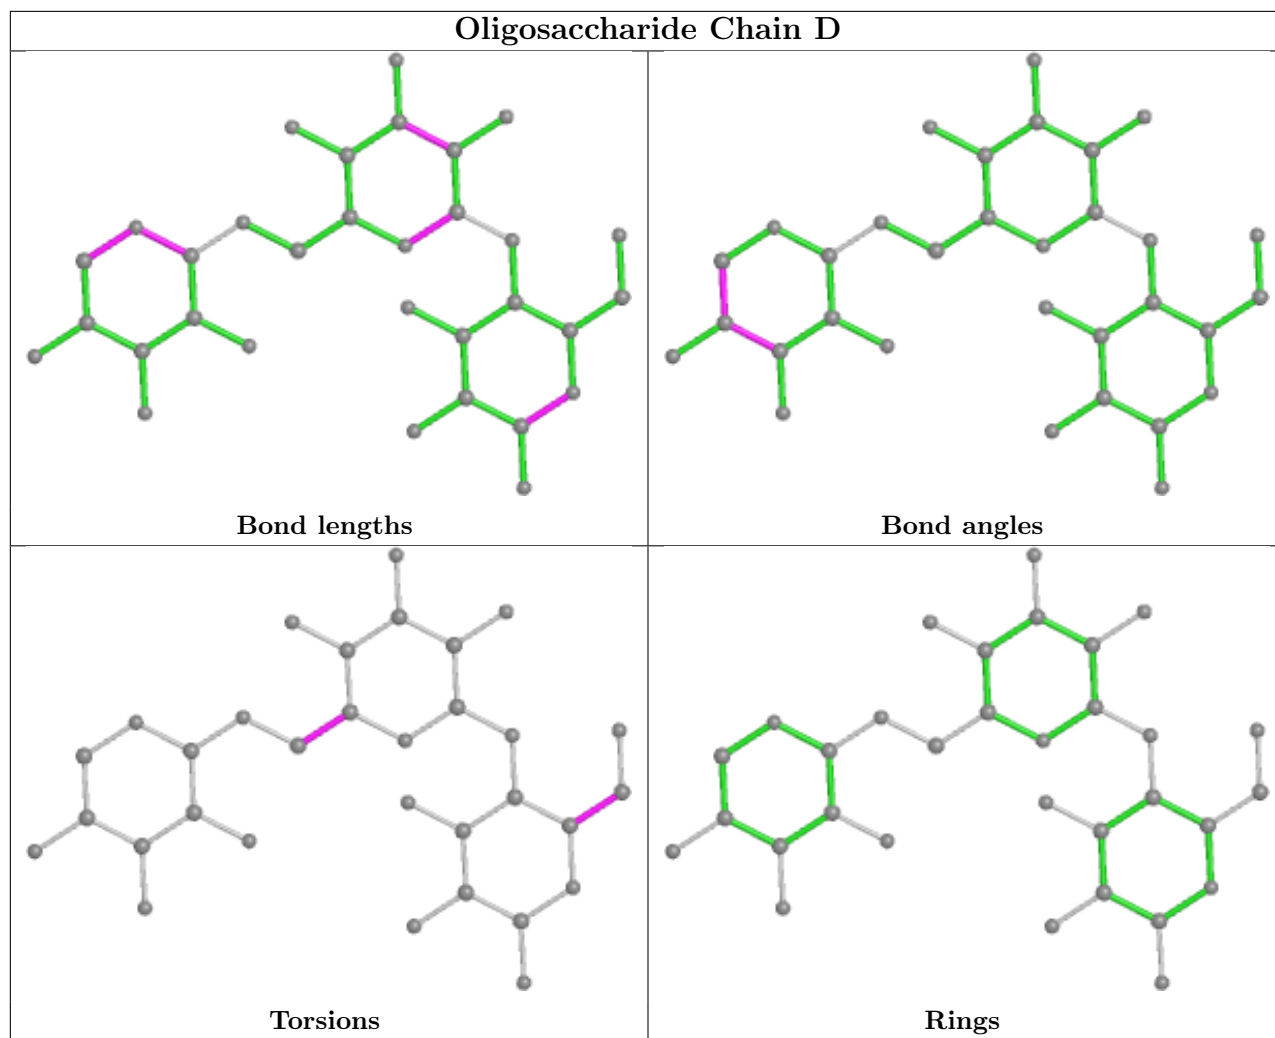 Oligosaccharide Chain D
Bond lengths
Bond angles
Torsions
Rings